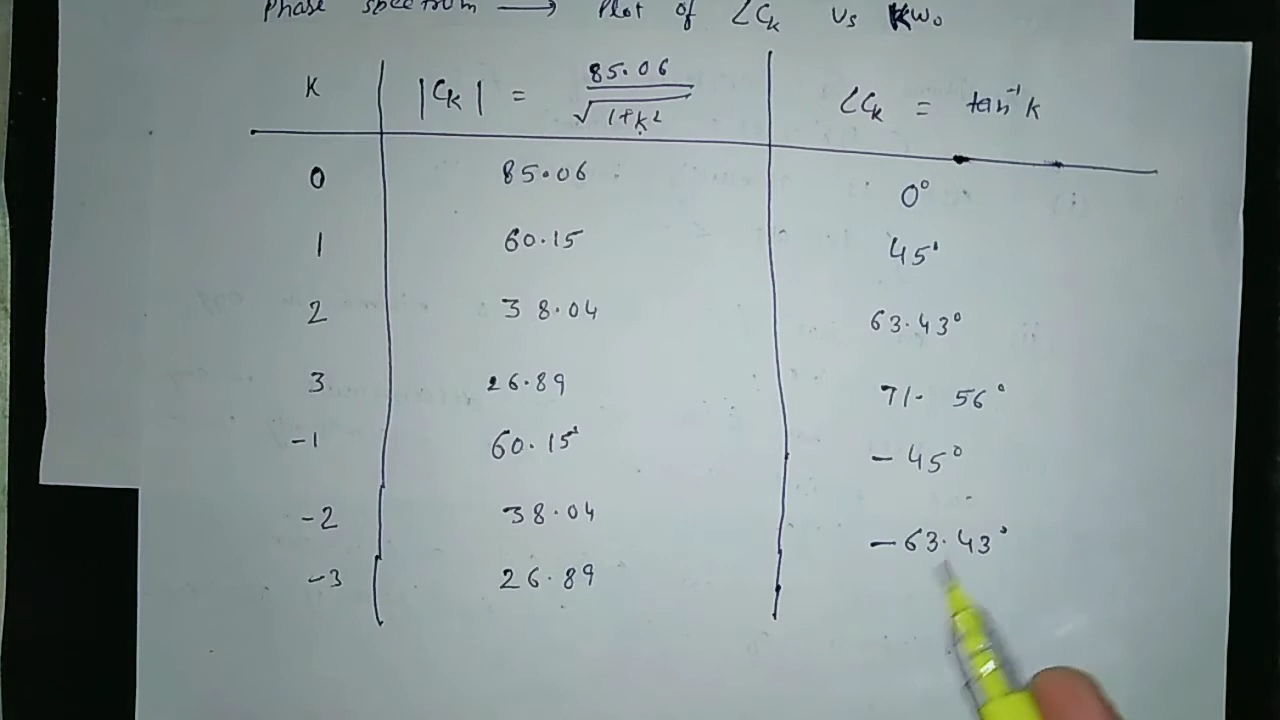 Phase spectrum → Plot of ∠Ck Vs kω0
K |Ck| = 85.06/√(1+k²) ∠Ck = tan⁻¹k
0 85.06 0°
1 60.15 45°
2 38.04 63.43°
3 26.89 71.56°
-1 60.15 -45°
-2 38.04 -63.43°
-3 26.89